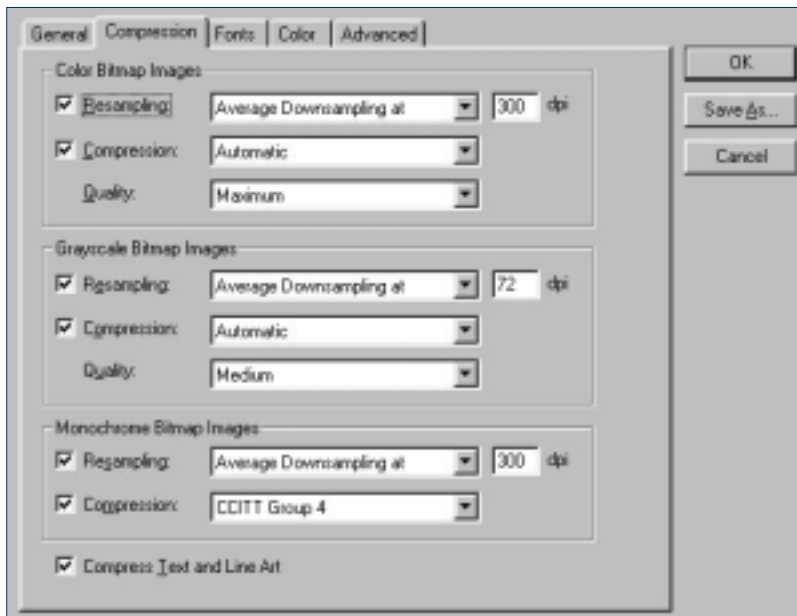 General Compression Fonts Color Advanced
OK
Save As...
Cancel
Color Bitmap Images
Resampling: Average Downsampling at 300 dpi
Compression: Automatic
Quality: Maximum
Grayscale Bitmap Images
Resampling: Average Downsampling at 72 dpi
Compression: Automatic
Quality: Medium
Monochrome Bitmap Images
Resampling: Average Downsampling at 300 dpi
Compression: CCITT Group 4
Compress Text and Line Art